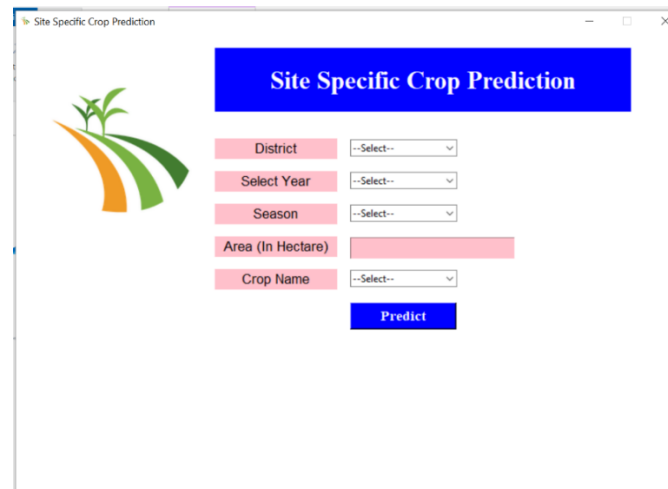 Site Specific Crop Prediction
Site Specific Crop Prediction
District --Select--
Select Year --Select--
Season --Select--
Area (In Hectare)
Crop Name --Select--
Predict